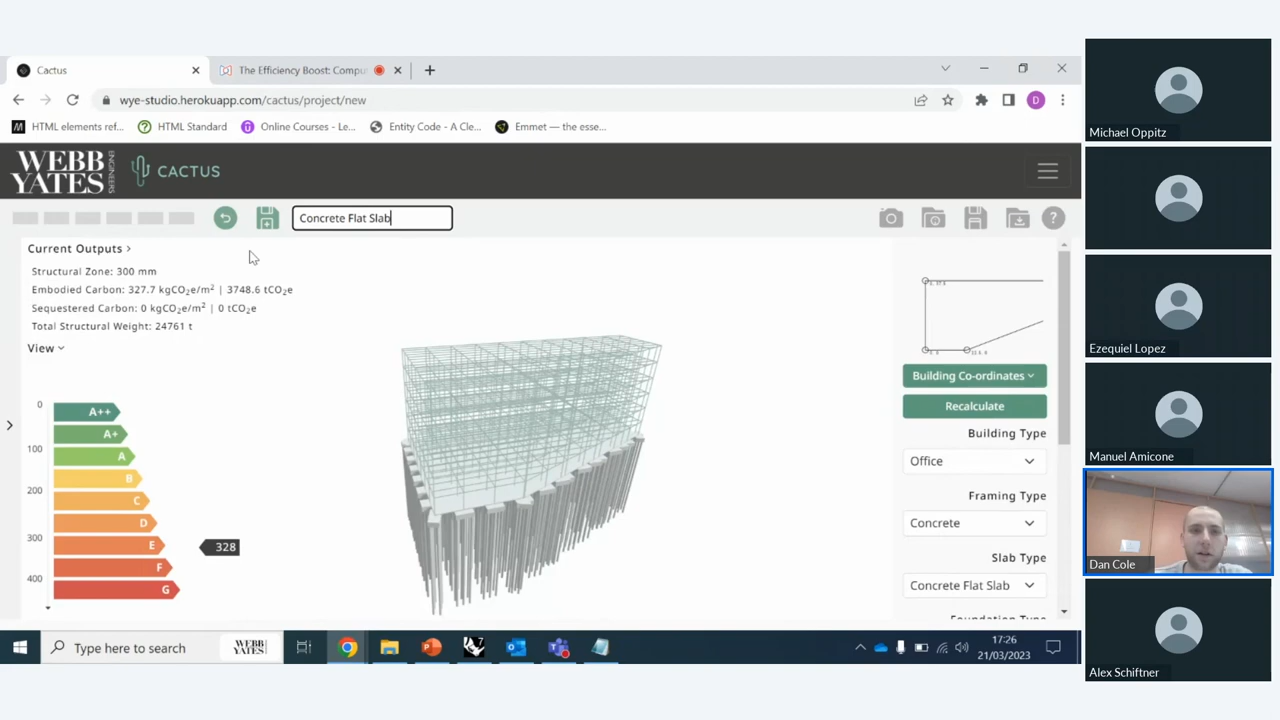 Cactus
The Efficiency Boost: Compu
wye-studio.herokuapp.com/cactus/project/new
D
HTML elements ref...
HTML Standard
Online Courses - Le...
Entity Code - A Cle...
Emmet — the esse...
WEBB
YATES
ENGINEERS
CACTUS
Concrete Flat Slab
?
Current Outputs >
Structural Zone: 300 mm
Embodied Carbon: 327.7 kgCO₂e/m² | 3748.6 tCO₂e
Sequestered Carbon: 0 kgCO₂e/m² | 0 tCO₂e
Total Structural Weight: 24761 t
View
0
100
200
300
400
A++
A+
A
B
C
D
E
F
G
328
Building Co-ordinates
Recalculate
Building Type
Office
Framing Type
Concrete
Slab Type
Concrete Flat Slab
Foundation Type
Type here to search
WEBB
YATES
17:26
21/03/2023
Michael Oppitz
Ezequiel Lopez
Manuel Amicone
Dan Cole
Alex Schiftner